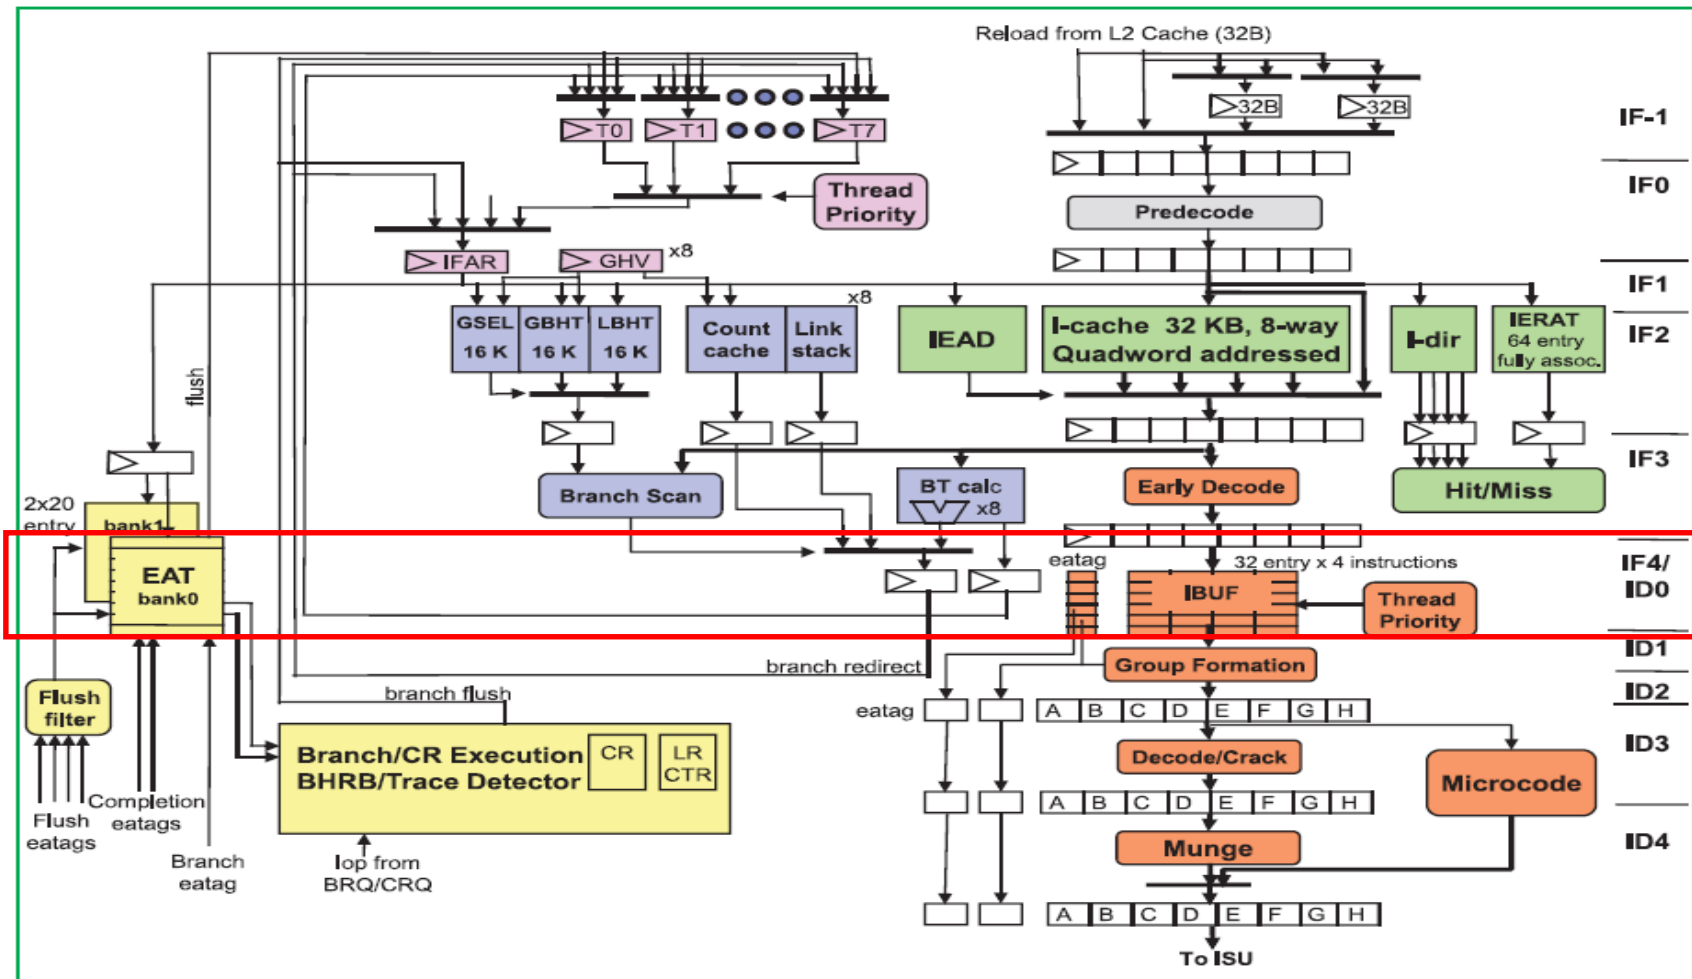 Reload from L2 Cache (32B)
32B
32B
IF-1
T0
T1
T7
IF0
Thread
Priority
Predecode
IFAR
GHV
x8
IF1
x8
GSEL
16 K
GBHT
16 K
LBHT
16 K
Count
cache
Link
stack
IEAD
I-cache 32 KB, 8-way
Quadword addressed
I-dir
IERAT
64 entry
fully assoc.
IF2
flush
IF3
Branch Scan
BT calc
x8
Early Decode
Hit/Miss
2x20
entry
bank1
EAT
bank0
eatag
32 entry x 4 instructions
IBUF
Thread
Priority
IF4/
ID0
branch redirect
Group Formation
ID1
Flush
filter
branch flush
eatag
A B C D E F G H
ID2
Branch/CR Execution
BHRB/Trace Detector
CR
LR
CTR
Decode/Crack
Microcode
ID3
Completion
eatags
Flush
eatags
A B C D E F G H
Branch
eatag
Iop from
BRQ/CRQ
Munge
ID4
A B C D E F G H
To ISU